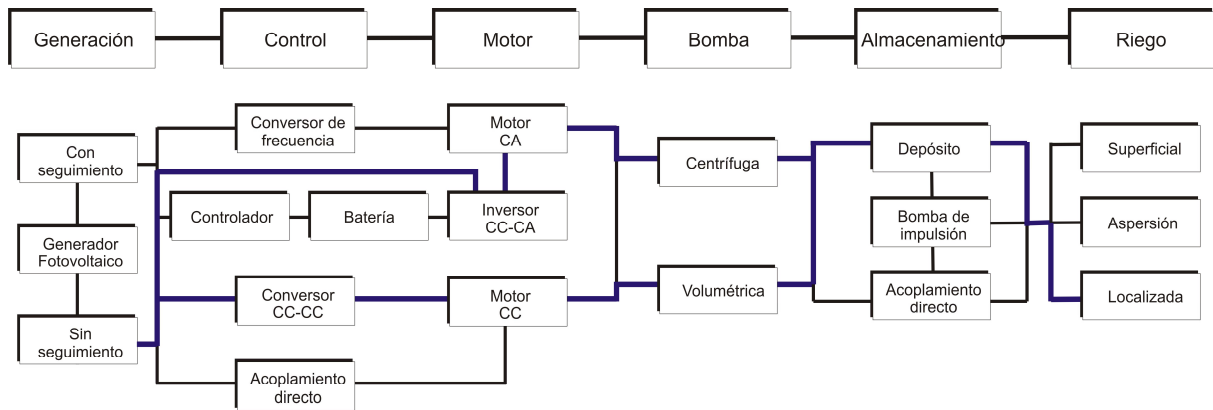 Generación
Control
Motor
Bomba
Almacenamiento
Riego
Con
seguimiento
Generador
Fotovoltaico
Sin
seguimiento
Conversor de
frecuencia
Controlador
Batería
Conversor
CC-CC
Acoplamiento
directo
Motor
CA
Inversor
CC-CA
Motor
CC
Centrífuga
Volumétrica
Depósito
Bomba de
impulsión
Acoplamiento
directo
Superficial
Aspersión
Localizada